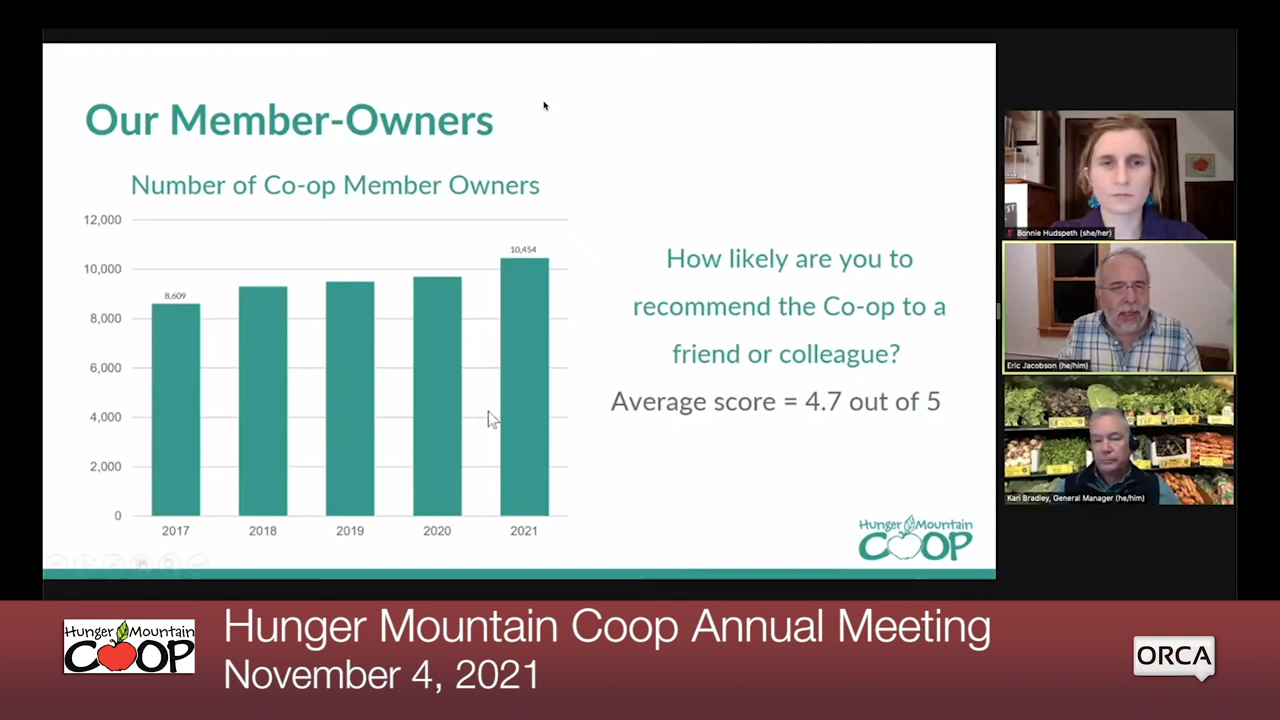 Our Member-Owners
Number of Co-op Member Owners
12,000
10,000
8,000
6,000
4,000
2,000
0
8,609
10,454
2017 2018 2019 2020 2021
How likely are you to
recommend the Co-op to a
friend or colleague?
Average score = 4.7 out of 5
Hunger Mountain
COOP
Bonnie Hudspeth (she/her)
Eric Jacobson (he/him)
Kari Bradley, General Manager (he/him)
Hunger Mountain
COOP
Hunger Mountain Coop Annual Meeting
November 4, 2021
ORCA